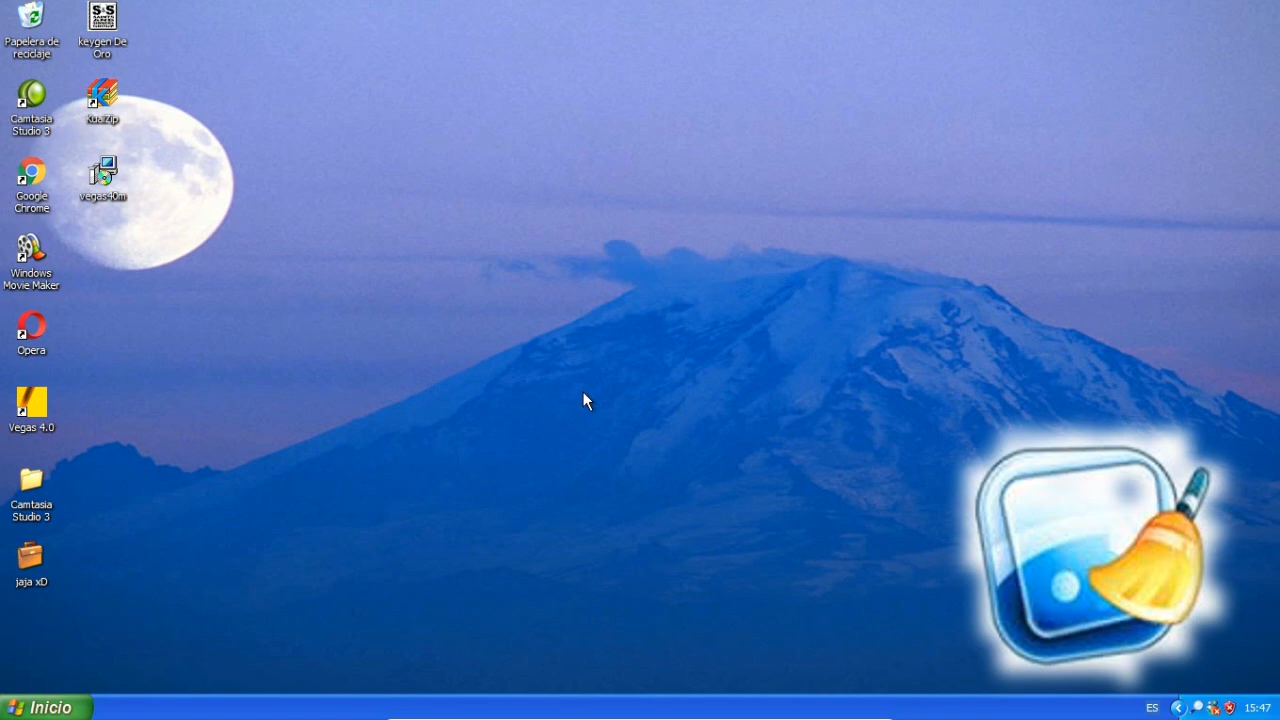 Papelera de
reciclaje
keygen De
Oro
Camtasia
Studio 3
KuaiZip
Google
Chrome
vegas40m
Windows
Movie Maker
Opera
Vegas 4.0
Camtasia
Studio 3
jaja xD
Inicio
ES
15:47